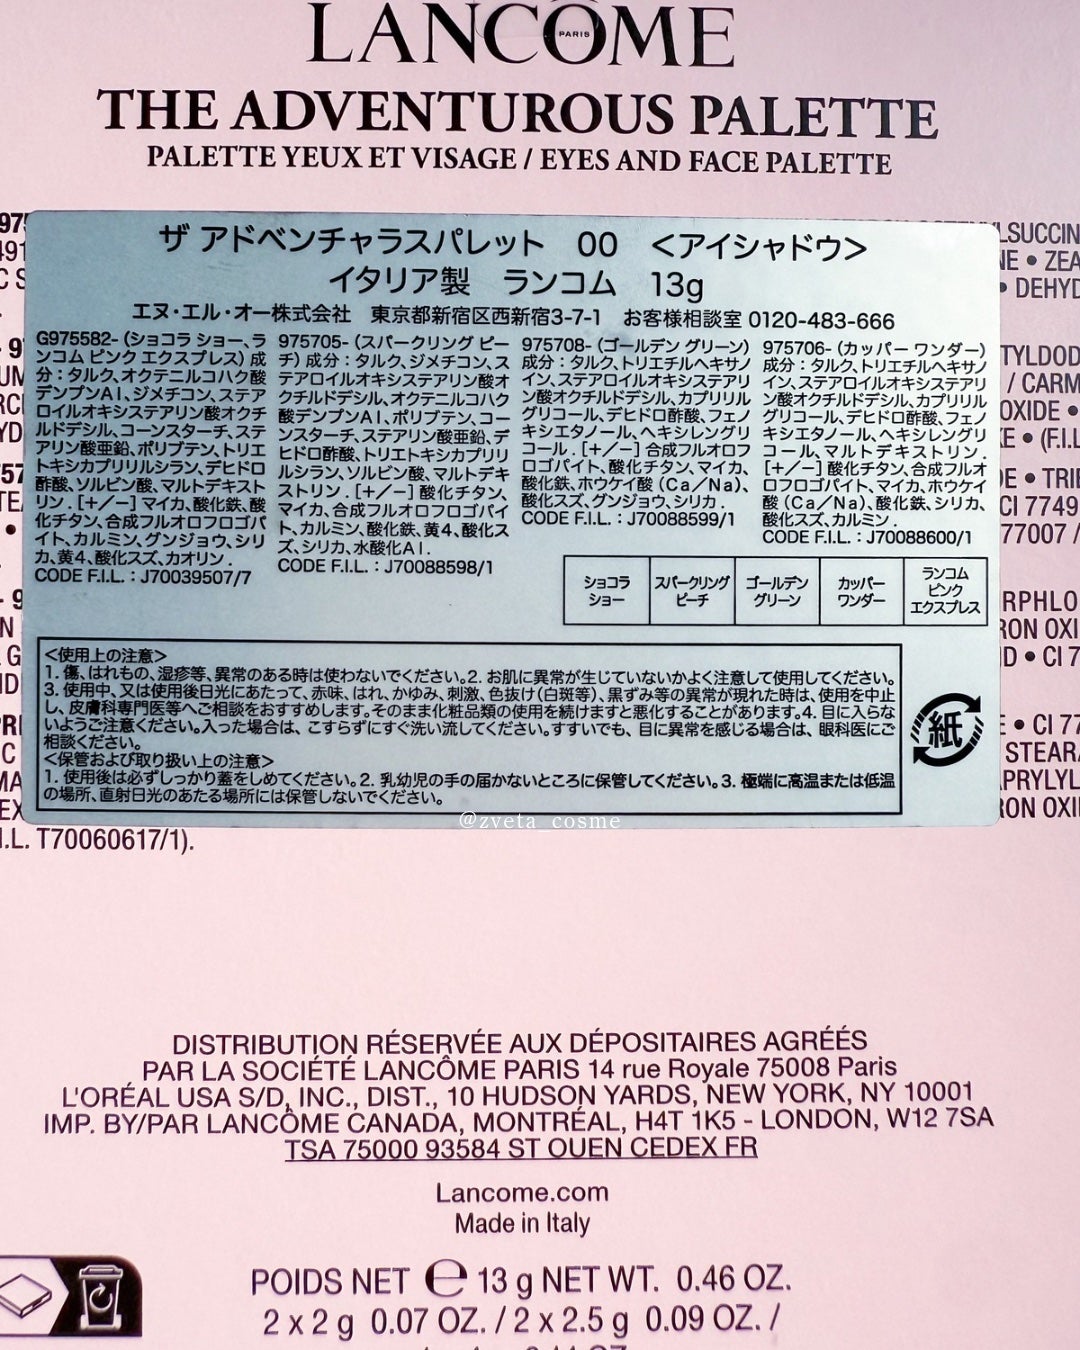 LANCÔME
PARIS
THE ADVENTUROUS PALETTE
PALETTE YEUX ET VISAGE / EYES AND FACE PALETTE
ザ アドベンチャラスパレット 00 <アイシャドウ>
イタリア製 ランコム 13g
エヌ・エル・オー株式会社 東京都新宿区西新宿3-7-1 お客様相談室 0120-483-666
G975582- (ショコラ ショー、ラ
ンコム ピンク エクスプレス) 成
分：タルク、オクテニルコハク酸
デンプンAl、ジメチコン、ステア
ロイルオキシステアリン酸オクチ
ルドデシル、コーンスターチ、ステ
アリン酸亜鉛、ポリブテン、トリエ
トキシカプリリルシラン、デヒドロ
酢酸、ソルビン酸、マルトデキスト
リン . [+/−] マイカ、酸化鉄、酸
化チタン、合成フルオロフロゴパ
イト、カルミン、グンジョウ、シリ
カ、黄4、酸化スズ、カオリン .
CODE F.I.L. : J70039507/7
975705- (スパークリング ピー
チ) 成分：タルク、ジメチコン、ス
テアロイルオキシステアリン酸オ
クチルドデシル、オクテニルコハク
酸デンプンAl、ポリブテン、コー
ンスターチ、ステアリン酸亜鉛、デ
ヒドロ酢酸、トリエトキシカプリリ
ルシラン、ソルビン酸、マルトデキ
ストリン . [+/−] 酸化チタン、
マイカ、合成フルオロフロゴパイ
ト、カルミン、酸化鉄、黄4、酸化ス
ズ、シリカ、水酸化Al .
CODE F.I.L. : J70088598/1
975708- (ゴールデン グリーン)
成分：タルク、トリエチルヘキサノ
イン、ステアロイルオキシステアリ
ン酸オクチルドデシル、カプリリル
グリコール、デヒドロ酢酸、フェノ
キシエタノール、ヘキシレングリ
コール . [+/−] 合成フルオロフ
ロゴパイト、酸化チタン、マイカ、
酸化鉄、ホウケイ酸 (Ca/Na)、
酸化スズ、グンジョウ、シリカ .
CODE F.I.L. : J70088599/1
975706- (カッパー ワンダー)
成分：タルク、トリエチルヘキサノ
イン、ステアロイルオキシステアリ
ン酸オクチルドデシル、カプリリル
グリコール、デヒドロ酢酸、フェノ
キシエタノール、ヘキシレングリ
コール、マルトデキストリン .
[+/−] 酸化チタン、合成フルオ
ロフロゴパイト、マイカ、ホウケイ
酸 (Ca/Na)、酸化鉄、シリカ、
酸化スズ、カルミン .
CODE F.I.L. : J70088600/1
ショコラ
ショー
スパークリング
ピーチ
ゴールデン
グリーン
カッパー
ワンダー
ランコム
ピンク
エクスプレス
<使用上の注意>
1. 傷、はれもの、湿疹等、異常のある時は使わないでください。2. お肌に異常が生じていないかよく注意して使用してください。
3. 使用中、又は使用後日光にあたって、赤味、はれ、かゆみ、刺激、色抜け(白斑等)、黒ずみ等の異常が現れた時は、使用を中止
し、皮膚科専門医等へご相談をおすすめします。そのまま化粧品類の使用を続けますと悪化することがあります。4. 目に入らな
いようご注意ください。入った場合は、こすらずにすぐ洗い流してください。すすいでも、目に異常を感じる場合は、眼科医にご
相談ください。
<保管および取り扱い上の注意>
1. 使用後は必ずしっかり蓋をしめてください。2. 乳幼児の手の届かないところに保管してください。3. 極端に高温または低温
の場所、直射日光のあたる場所には保管しないでください。
紙
@zveta_cosme
.L. T70060617/1).
DISTRIBUTION RÉSERVÉE AUX DÉPOSITAIRES AGRÉÉS
PAR LA SOCIÉTÉ LANCÔME PARIS 14 rue Royale 75008 Paris
L'ORÉAL USA S/D, INC., DIST., 10 HUDSON YARDS, NEW YORK, NY 10001
IMP. BY/PAR LANCÔME CANADA, MONTRÉAL, H4T 1K5 - LONDON, W12 7SA
TSA 75000 93584 ST OUEN CEDEX FR
Lancome.com
Made in Italy
POIDS NET ℮ 13 g NET WT. 0.46 OZ.
2 x 2 g 0.07 OZ. / 2 x 2.5 g 0.09 OZ. /